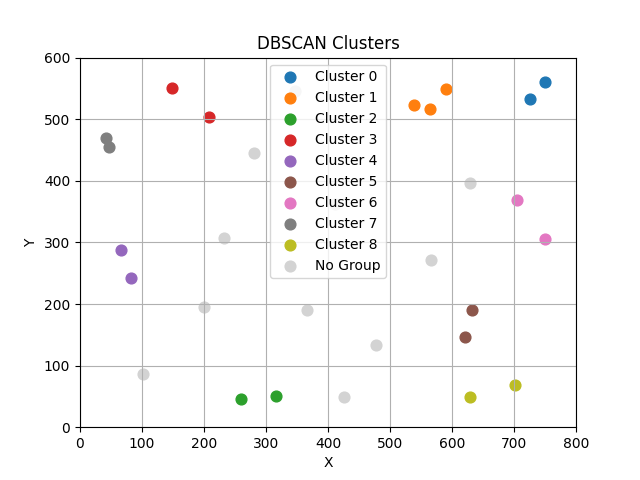 DBSCAN Clusters
Cluster 0
Cluster 1
Cluster 2
Cluster 3
Cluster 4
Cluster 5
Cluster 6
Cluster 7
Cluster 8
No Group
600
500
400
300
200
100
0
Y
0 100 200 300 400 500 600 700 800
X